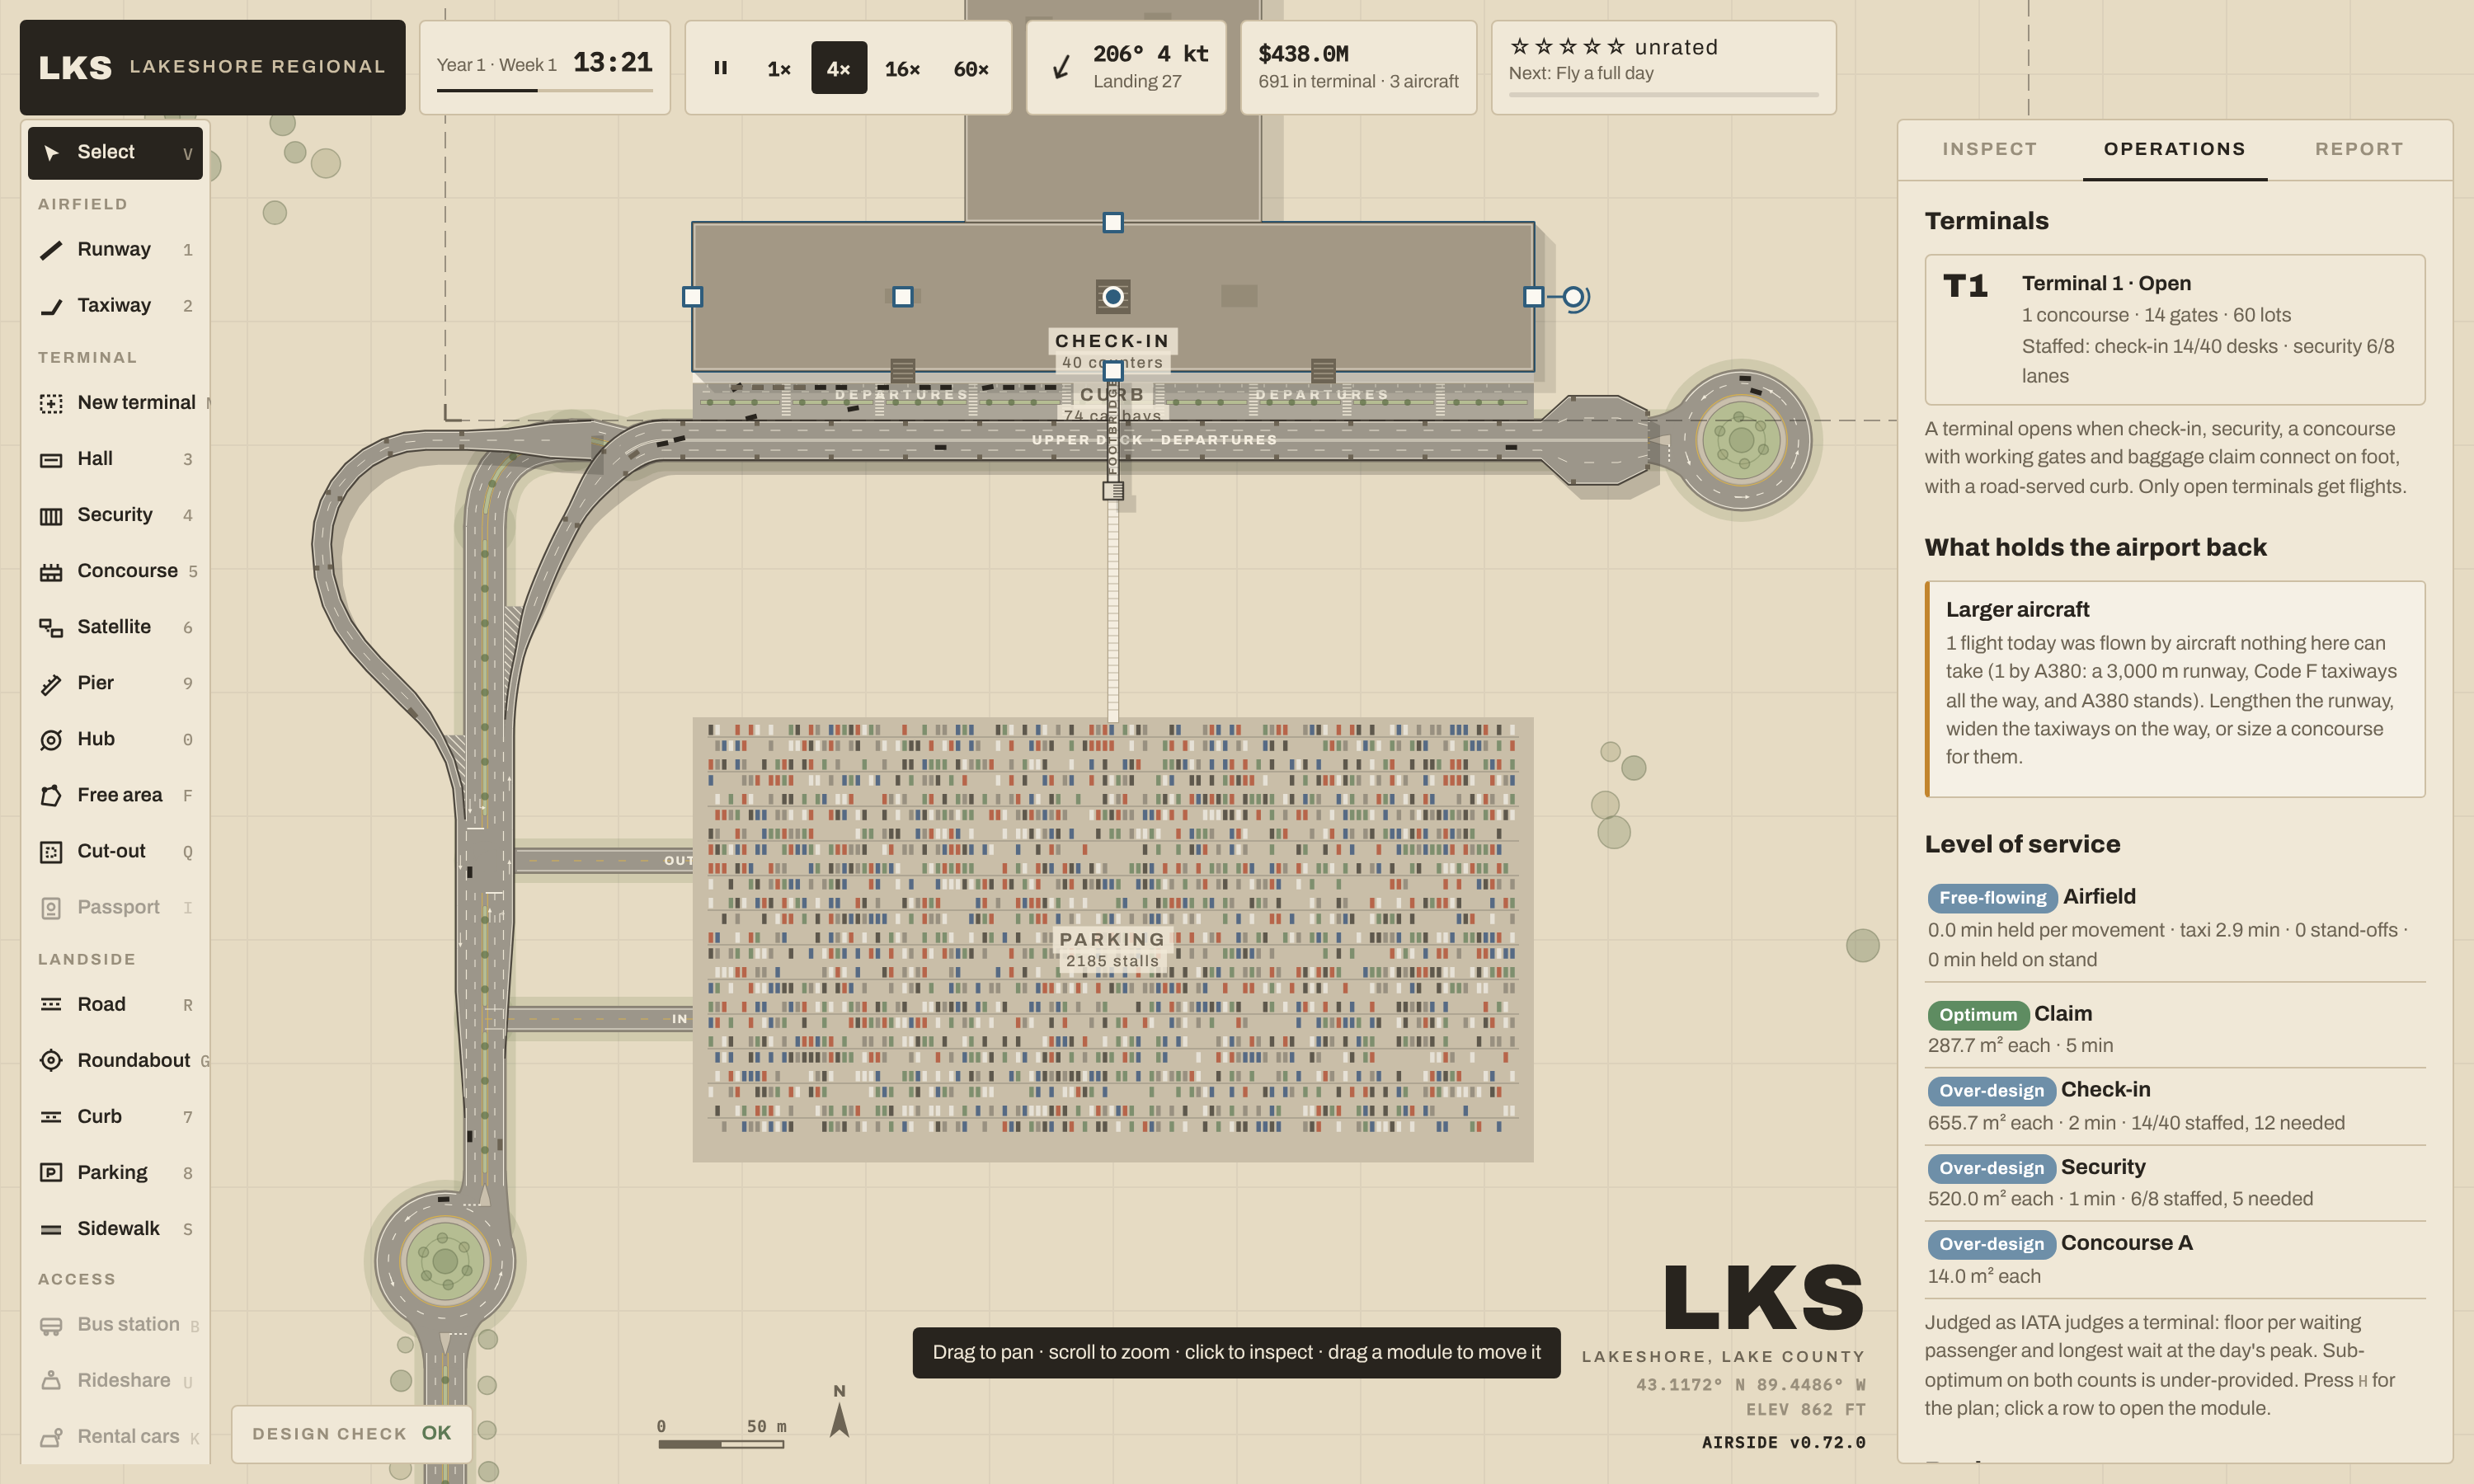 LKS LAKESHORE REGIONAL
Year 1 · Week 1 13:21
1× 4× 16× 60×
206° 4 kt
Landing 27
$438.0M
691 in terminal · 3 aircraft
☆☆☆☆☆ unrated
Next: Fly a full day
Select V
AIRFIELD
Runway 1
Taxiway 2
TERMINAL
New terminal
Hall 3
Security 4
Concourse 5
Satellite 6
Pier 9
Hub 0
Free area F
Cut-out Q
Passport I
LANDSIDE
Road R
Roundabout G
Curb 7
Parking 8
Sidewalk S
ACCESS
Bus station B
Rideshare U
Rental cars K
CHECK-IN
40 counters
DEPARTURES
CURB
74 car bays
DEPARTURES
UPPER DECK · DEPARTURES
FOOTBRIDGE
OUT
IN
PARKING
2185 stalls
INSPECT OPERATIONS REPORT
Terminals
T1
Terminal 1 · Open
1 concourse · 14 gates · 60 lots
Staffed: check-in 14/40 desks · security 6/8
lanes
A terminal opens when check-in, security, a concourse
with working gates and baggage claim connect on foot,
with a road-served curb. Only open terminals get flights.
What holds the airport back
Larger aircraft
1 flight today was flown by aircraft nothing here can
take (1 by A380: a 3,000 m runway, Code F taxiways
all the way, and A380 stands). Lengthen the runway,
widen the taxiways on the way, or size a concourse
for them.
Level of service
Free-flowing Airfield
0.0 min held per movement · taxi 2.9 min · 0 stand-offs ·
0 min held on stand
Optimum Claim
287.7 m² each · 5 min
Over-design Check-in
655.7 m² each · 2 min · 14/40 staffed, 12 needed
Over-design Security
520.0 m² each · 1 min · 6/8 staffed, 5 needed
Over-design Concourse A
14.0 m² each
Judged as IATA judges a terminal: floor per waiting
passenger and longest wait at the day's peak. Sub-
optimum on both counts is under-provided. Press H for
the plan; click a row to open the module.
Drag to pan · scroll to zoom · click to inspect · drag a module to move it
LKS
LAKESHORE, LAKE COUNTY
43.1172° N 89.4486° W
ELEV 862 FT
AIRSIDE v0.72.0
DESIGN CHECK OK
0 50 m
N